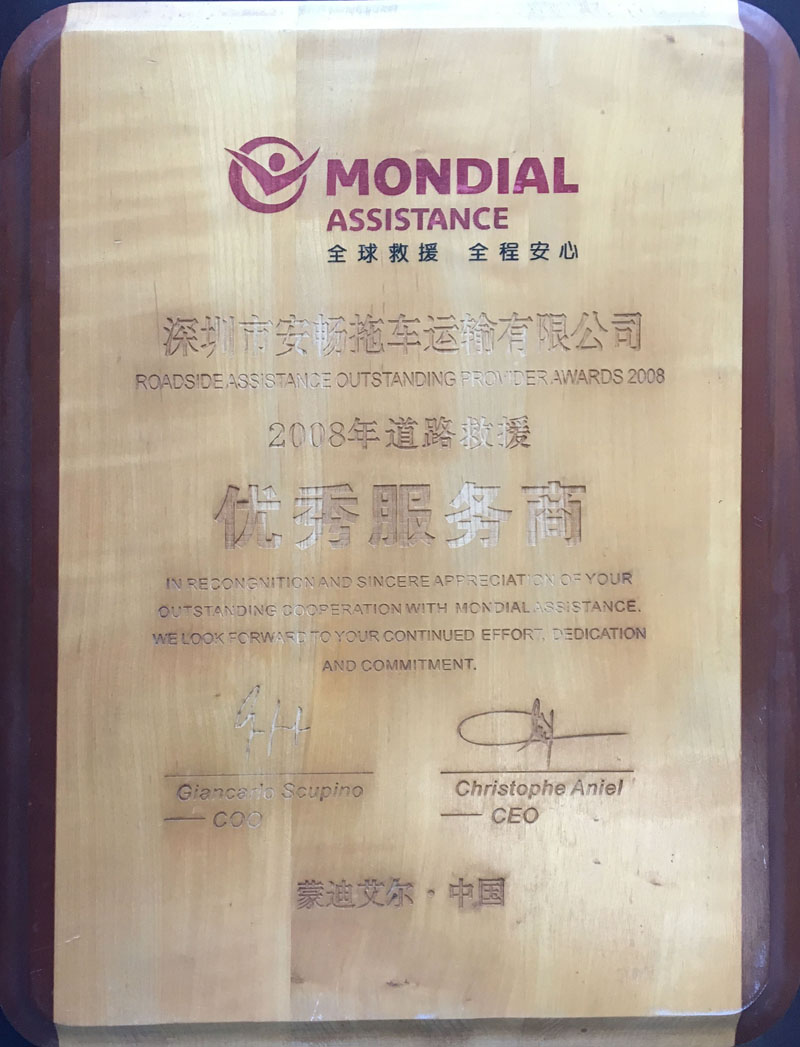 MONDIAL
ASSISTANCE
全球救援 全程安心
深圳市安畅拖车运输有限公司
ROADSIDE ASSISTANCE OUTSTANDING PROVIDER AWARDS 2008
2008年道路救援
优秀服务商
IN RECONGNITION AND SINCERE APPRECIATION OF YOUR
OUTSTANDING COOPERATION WITH MONDIAL ASSISTANCE.
WE LOOK FORWARD TO YOUR CONTINUED EFFORT, DEDICATION
AND COMMITMENT.
Giancarlo Scupino Christophe Aniel
—— COO —— CEO
蒙迪艾尔·中国